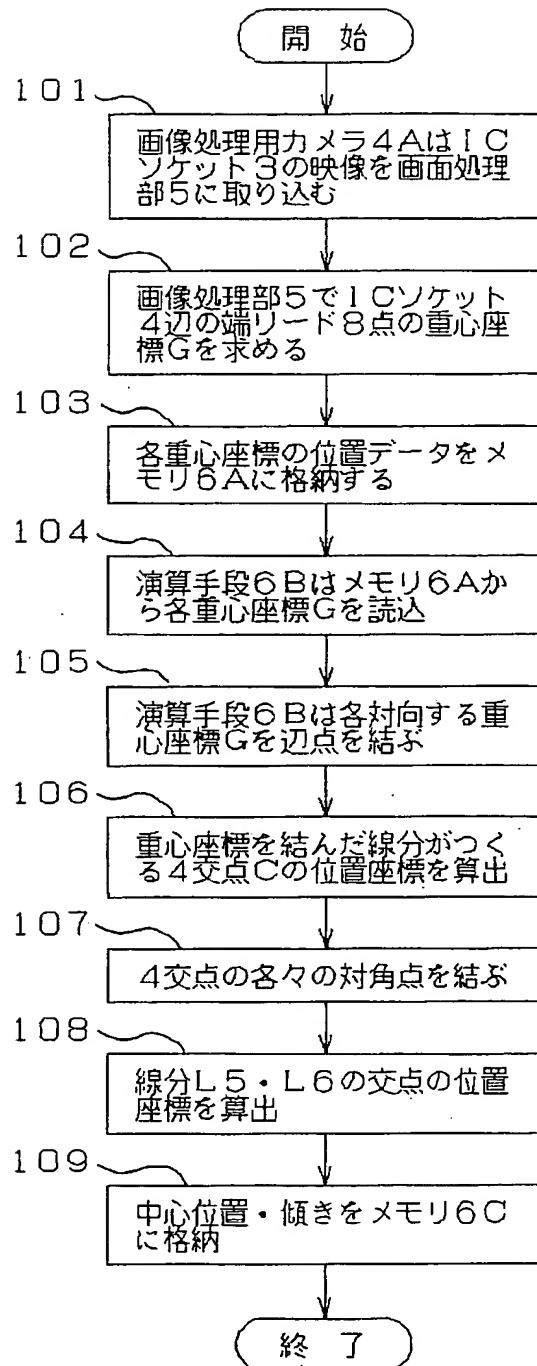 開 始
101
画像処理用カメラ4AはIC
ソケット3の映像を画面処理
部5に取り込む
102
画像処理部5でICソケット
4辺の端リード8点の重心座
標Gを求める
103
各重心座標の位置データをメ
モリ6Aに格納する
104
演算手段6Bはメモリ6Aか
ら各重心座標Gを読込
105
演算手段6Bは各対向する重
心座標Gを辺点を結ぶ
106
重心座標を結んだ線分がつく
る4交点Cの位置座標を算出
107
4交点の各々の対角点を結ぶ
108
線分L5・L6の交点の位置
座標を算出
109
中心位置・傾きをメモリ6C
に格納
終 了